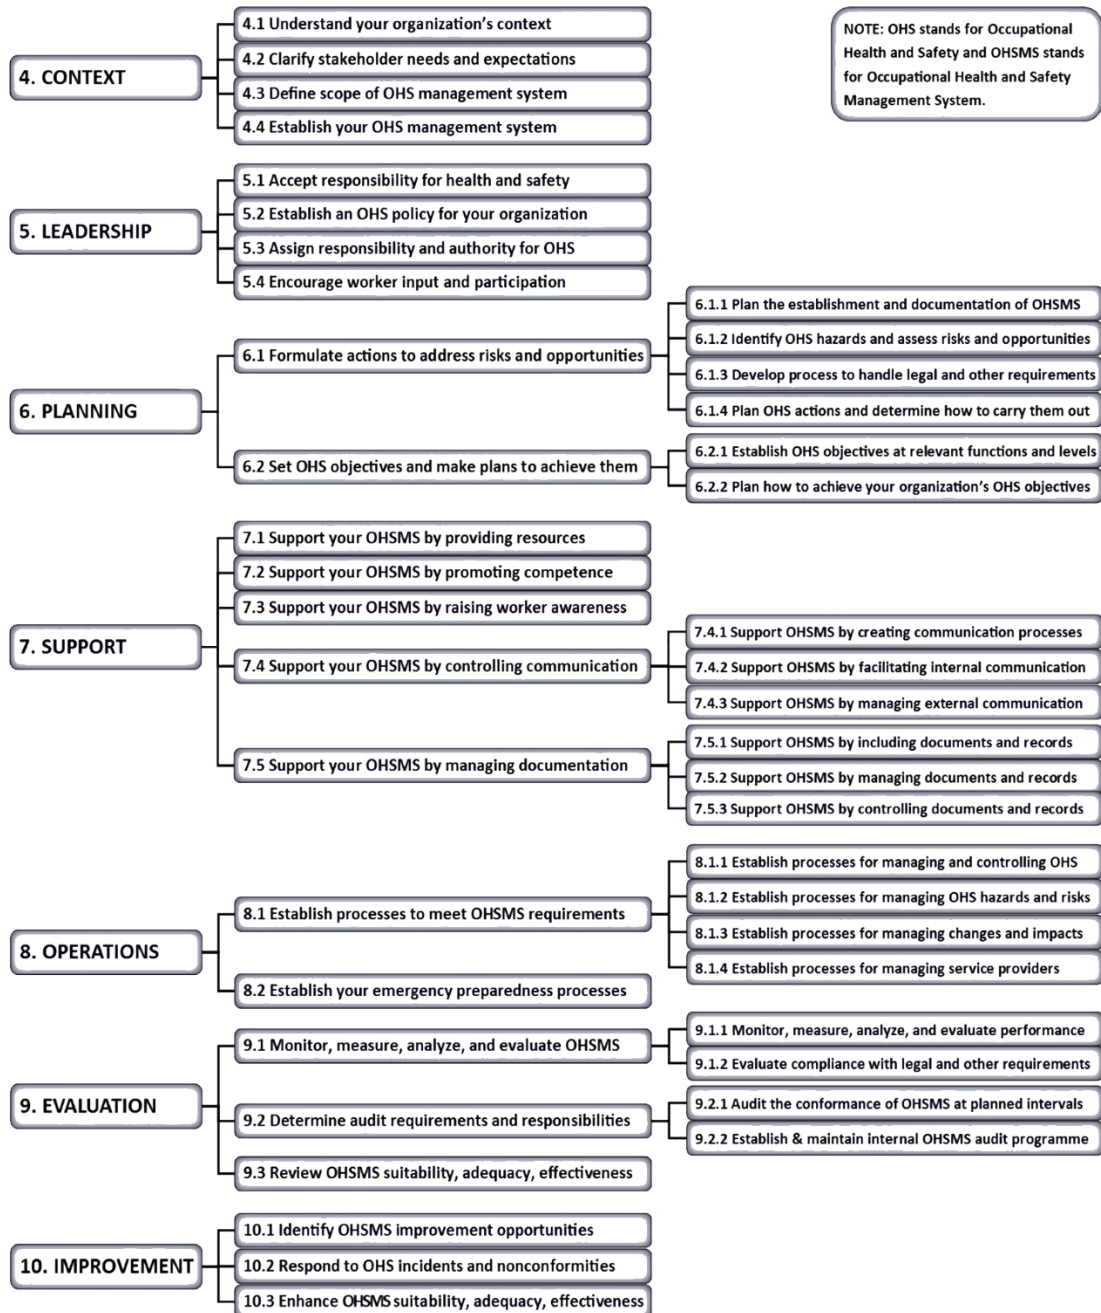 4. CONTEXT
4.1 Understand your organization's context
4.2 Clarify stakeholder needs and expectations
4.3 Define scope of OHS management system
4.4 Establish your OHS management system
NOTE: OHS stands for Occupational
Health and Safety and OHSMS stands
for Occupational Health and Safety
Management System.
5. LEADERSHIP
5.1 Accept responsibility for health and safety
5.2 Establish an OHS policy for your organization
5.3 Assign responsibility and authority for OHS
5.4 Encourage worker input and participation
6. PLANNING
6.1 Formulate actions to address risks and opportunities
6.1.1 Plan the establishment and documentation of OHSMS
6.1.2 Identify OHS hazards and assess risks and opportunities
6.1.3 Develop process to handle legal and other requirements
6.1.4 Plan OHS actions and determine how to carry them out
6.2 Set OHS objectives and make plans to achieve them
6.2.1 Establish OHS objectives at relevant functions and levels
6.2.2 Plan how to achieve your organization's OHS objectives
7. SUPPORT
7.1 Support your OHSMS by providing resources
7.2 Support your OHSMS by promoting competence
7.3 Support your OHSMS by raising worker awareness
7.4 Support your OHSMS by controlling communication
7.4.1 Support OHSMS by creating communication processes
7.4.2 Support OHSMS by facilitating internal communication
7.4.3 Support OHSMS by managing external communication
7.5 Support your OHSMS by managing documentation
7.5.1 Support OHSMS by including documents and records
7.5.2 Support OHSMS by managing documents and records
7.5.3 Support OHSMS by controlling documents and records
8. OPERATIONS
8.1 Establish processes to meet OHSMS requirements
8.1.1 Establish processes for managing and controlling OHS
8.1.2 Establish processes for managing OHS hazards and risks
8.1.3 Establish processes for managing changes and impacts
8.1.4 Establish processes for managing service providers
8.2 Establish your emergency preparedness processes
9. EVALUATION
9.1 Monitor, measure, analyze, and evaluate OHSMS
9.1.1 Monitor, measure, analyze, and evaluate performance
9.1.2 Evaluate compliance with legal and other requirements
9.2 Determine audit requirements and responsibilities
9.2.1 Audit the conformance of OHSMS at planned intervals
9.2.2 Establish & maintain internal OHSMS audit programme
9.3 Review OHSMS suitability, adequacy, effectiveness
10. IMPROVEMENT
10.1 Identify OHSMS improvement opportunities
10.2 Respond to OHS incidents and nonconformities
10.3 Enhance OHSMS suitability, adequacy, effectiveness